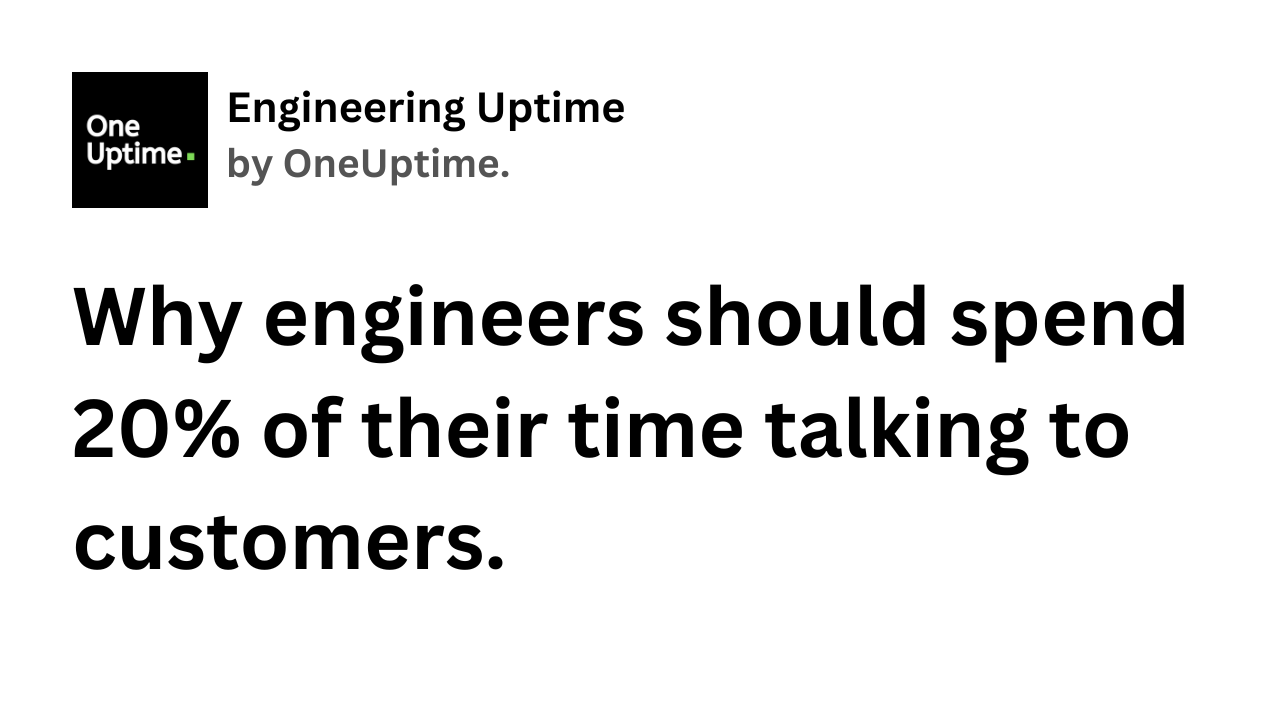 One
Uptime
Engineering Uptime
by OneUptime.
Why engineers should spend
20% of their time talking to
customers.